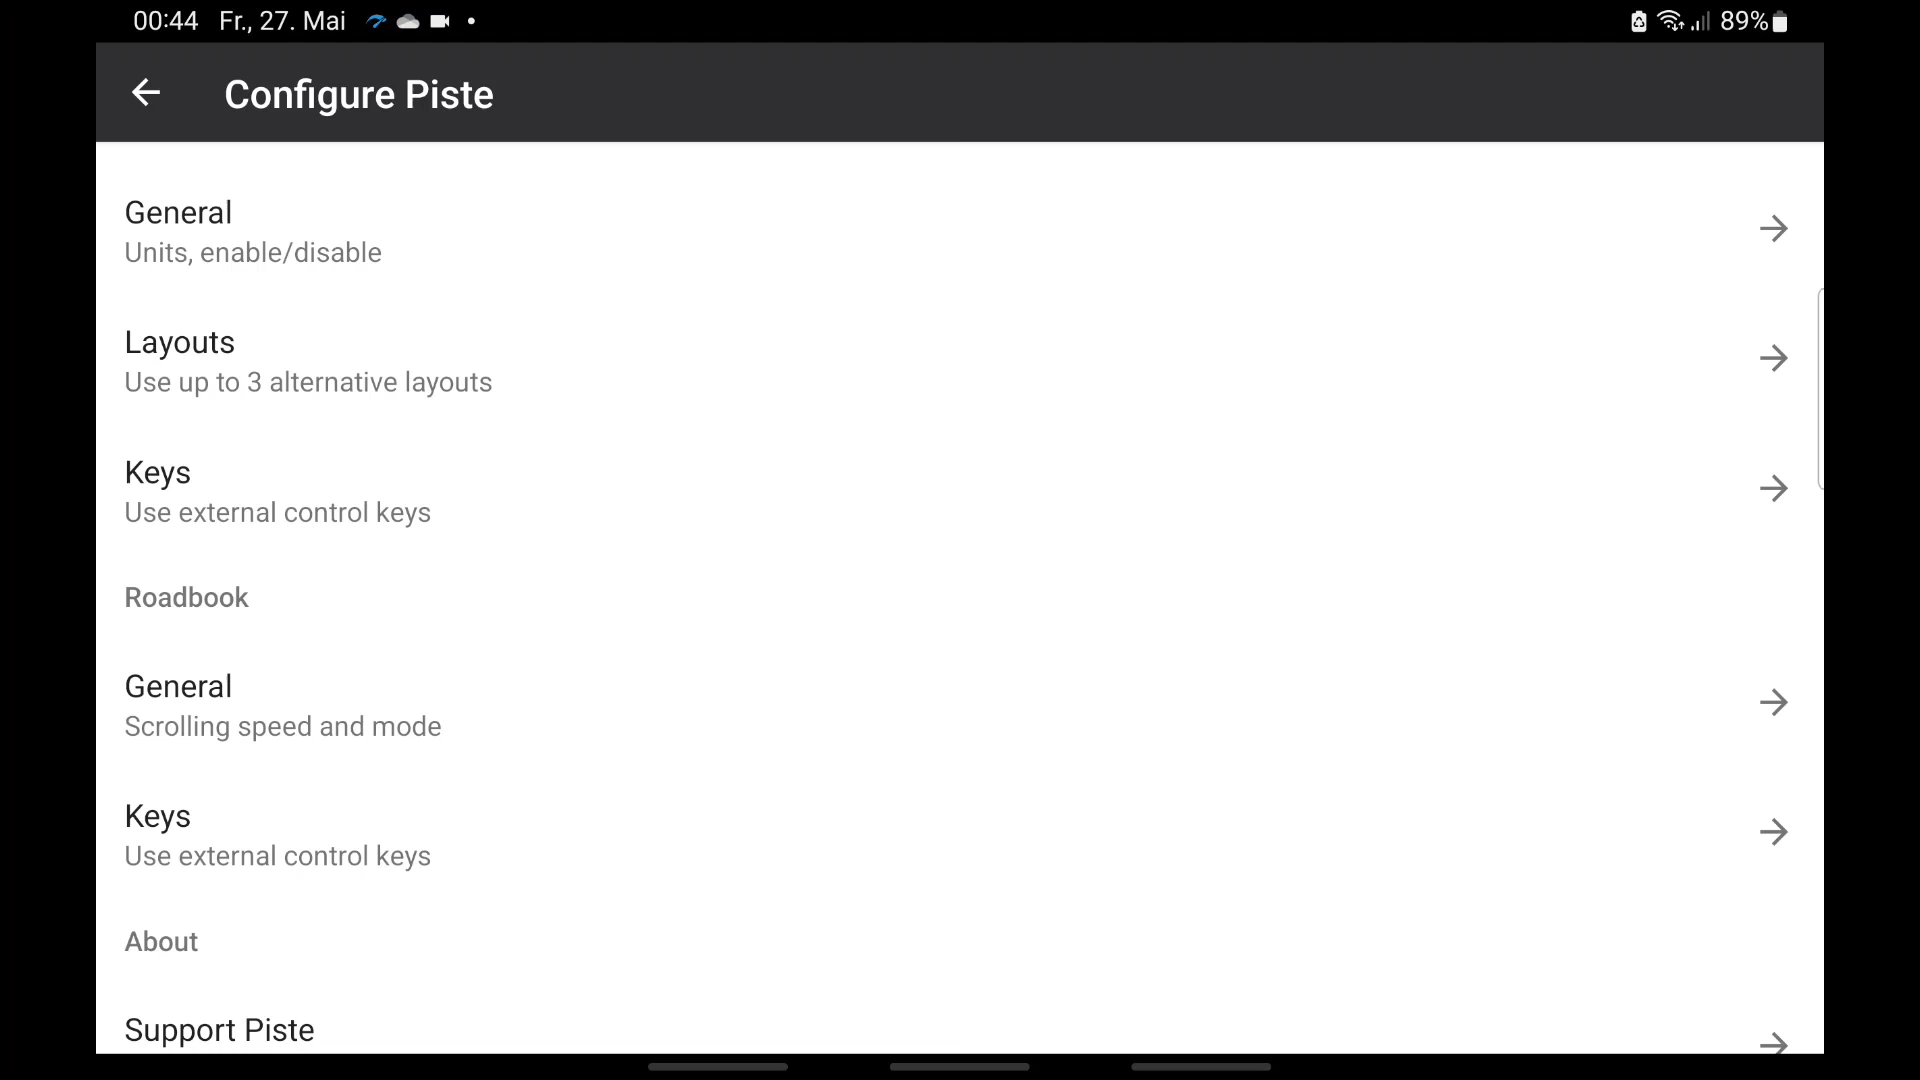 00:44 Fr., 27. Mai 89%
Configure Piste
General
Units, enable/disable
Layouts
Use up to 3 alternative layouts
Keys
Use external control keys
Roadbook
General
Scrolling speed and mode
Keys
Use external control keys
About
Support Piste